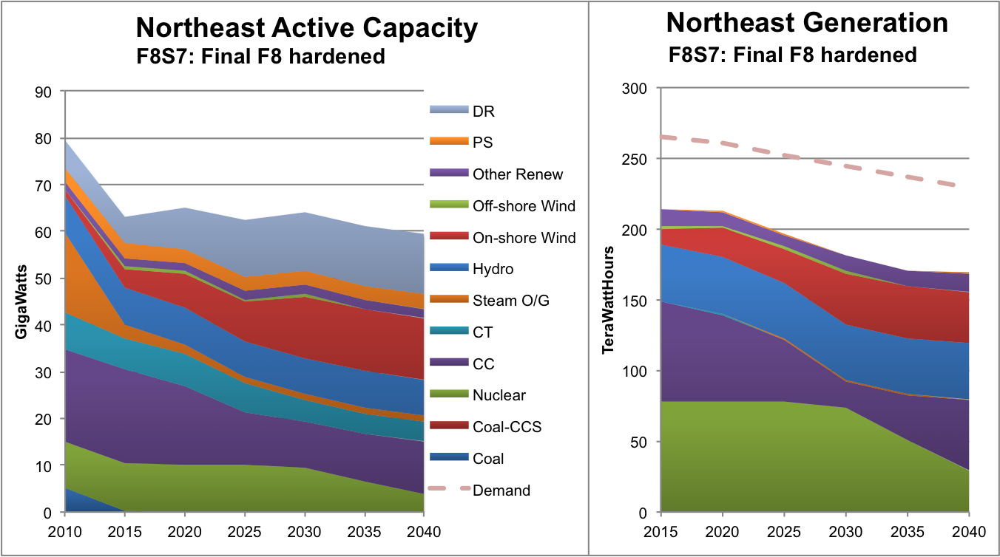 Northeast Active Capacity
F8S7: Final F8 hardened
90
80
70
60
50
40
30
20
10
0
GigaWatts
2010 2015 2020 2025 2030 2035 2040
DR
PS
Other Renew
Off-shore Wind
On-shore Wind
Hydro
Steam O/G
CT
CC
Nuclear
Coal-CCS
Coal
Demand
Northeast Generation
F8S7: Final F8 hardened
300
250
200
150
100
50
0
TeraWattHours
2015 2020 2025 2030 2035 2040